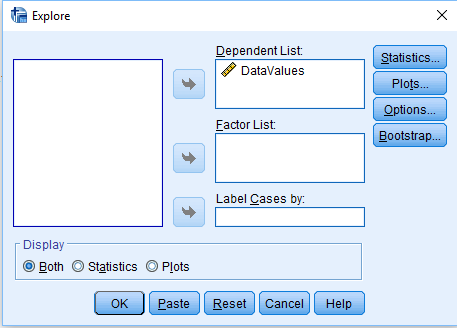 Explore
Dependent List:
DataValues
Factor List:
Label Cases by:
Statistics...
Plots...
Options...
Bootstrap...
Display
Both Statistics Plots
OK Paste Reset Cancel Help